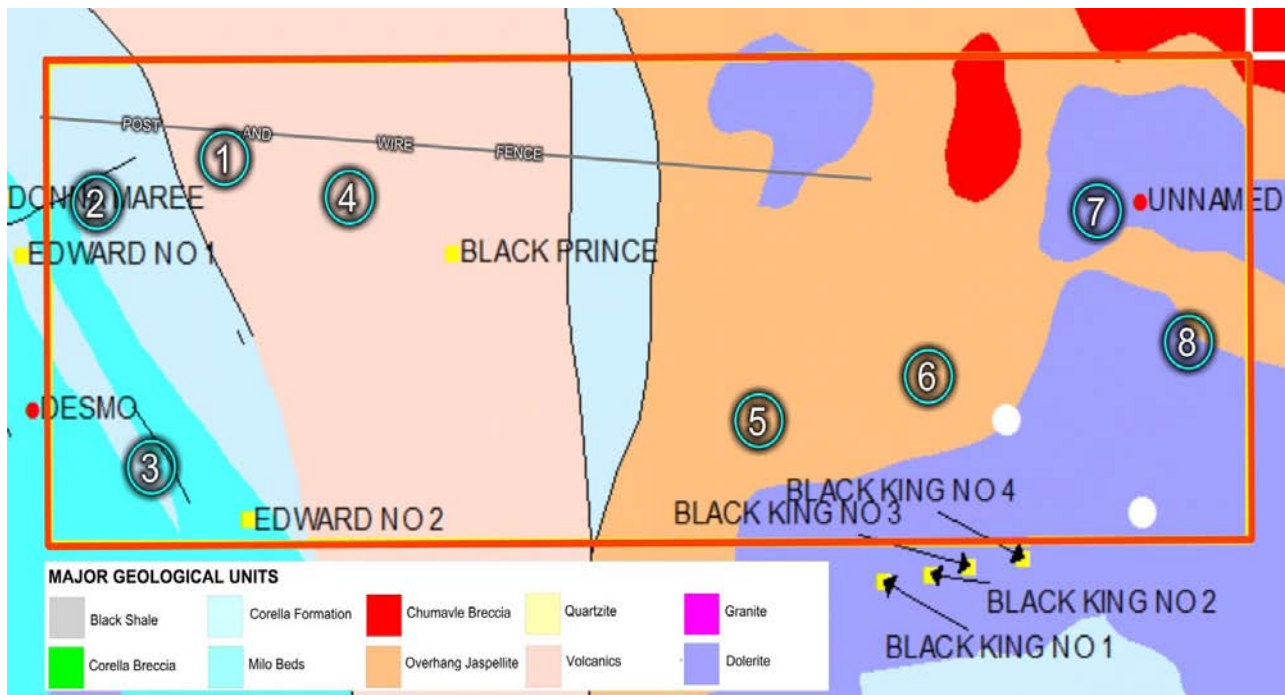 POST AND WIRE FENCE
1
2
4
DONNA MAREE
7
UNNAMED
EDWARD NO 1
BLACK PRINCE
8
6
DESMO
5
3
BLACK KING NO 4
BLACK KING NO 3
EDWARD NO 2
MAJOR GEOLOGICAL UNITS
Black Shale
Corella Formation
Chumavle Breccia
Quartzite
Granite
Corella Breccia
Milo Beds
Overhang Jaspellite
Volcanics
Dolerite
BLACK KING NO 2
BLACK KING NO 1